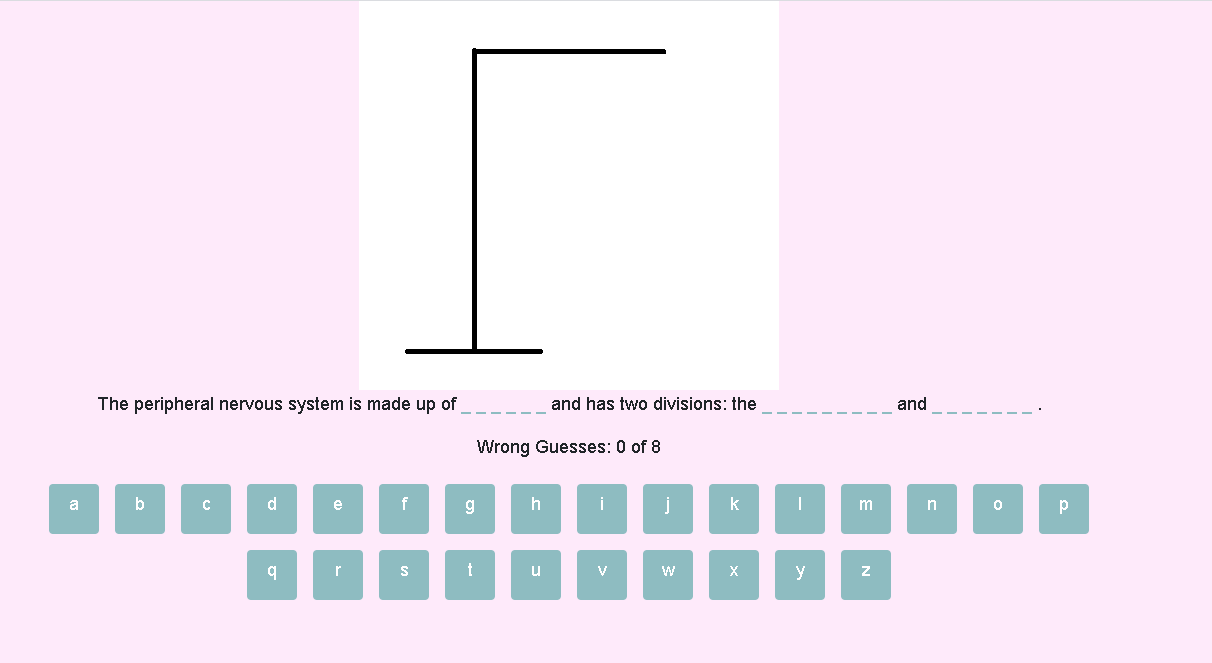 The peripheral nervous system is made up of _ _ _ _ _ _ and has two divisions: the _ _ _ _ _ _ _ _ _ and _ _ _ _ _ _ _ .
Wrong Guesses: 0 of 8
a b c d e f g h i j k l m n o p
q r s t u v w x y z